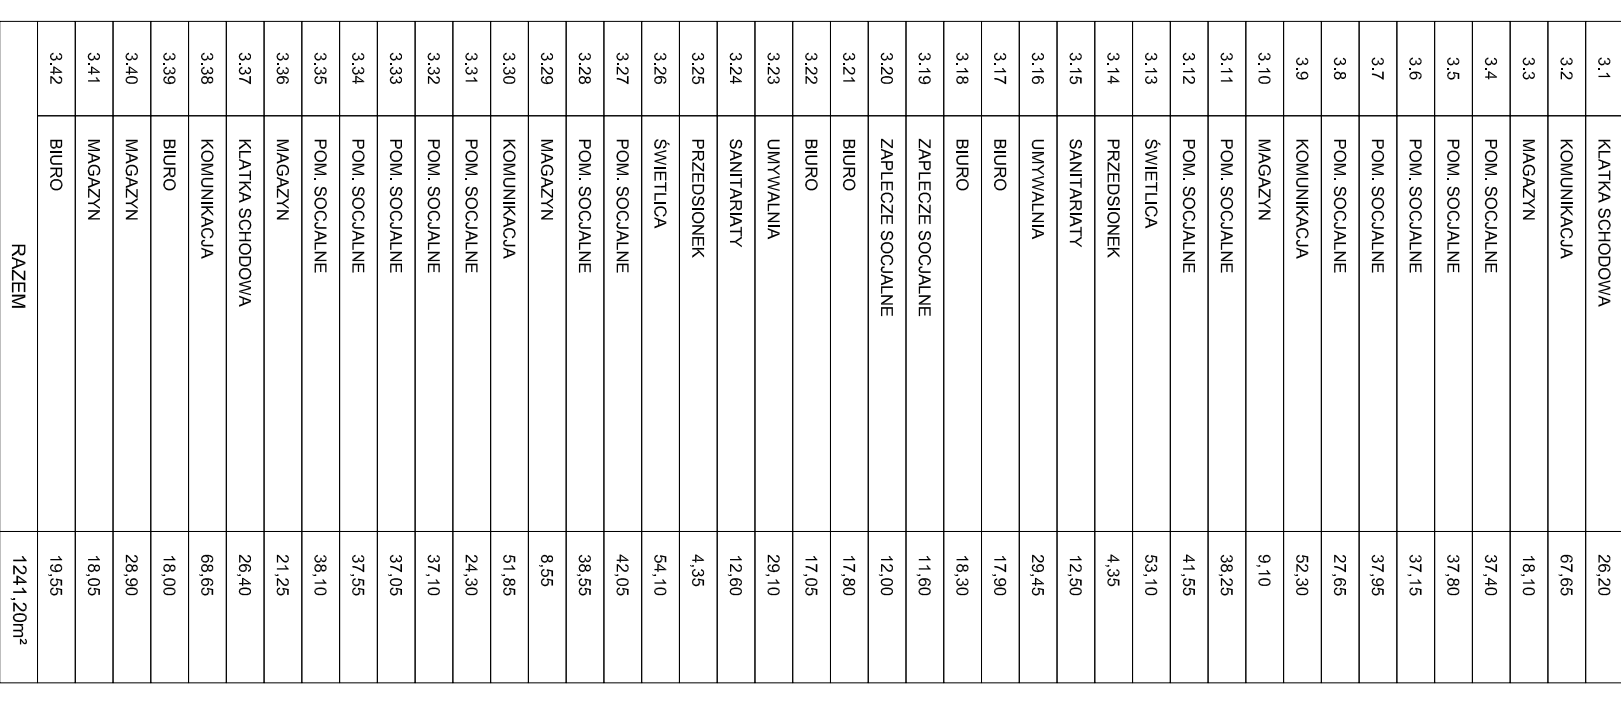 3.1 KLATKA SCHODOWA 26,20
3.2 KOMUNIKACJA 67,65
3.3 MAGAZYN 18,10
3.4 POM. SOCJALNE 37,40
3.5 POM. SOCJALNE 37,80
3.6 POM. SOCJALNE 37,15
3.7 POM. SOCJALNE 37,95
3.8 POM. SOCJALNE 27,65
3.9 KOMUNIKACJA 52,30
3.10 MAGAZYN 9,10
3.11 POM. SOCJALNE 38,25
3.12 POM. SOCJALNE 41,55
3.13 ŚWIETLICA 53,10
3.14 PRZEDSIONEK 4,35
3.15 SANITARIATY 12,50
3.16 UMYWALNIA 29,45
3.17 BIURO 17,90
3.18 BIURO 18,30
3.19 ZAPLECZE SOCJALNE 11,60
3.20 ZAPLECZE SOCJALNE 12,00
3.21 BIURO 17,80
3.22 BIURO 17,05
3.23 UMYWALNIA 29,10
3.24 SANITARIATY 12,60
3.25 PRZEDSIONEK 4,35
3.26 ŚWIETLICA 54,10
3.27 POM. SOCJALNE 42,05
3.28 POM. SOCJALNE 38,55
3.29 MAGAZYN 8,55
3.30 KOMUNIKACJA 51,85
3.31 POM. SOCJALNE 24,30
3.32 POM. SOCJALNE 37,10
3.33 POM. SOCJALNE 37,05
3.34 POM. SOCJALNE 37,55
3.35 POM. SOCJALNE 38,10
3.36 MAGAZYN 21,25
3.37 KLATKA SCHODOWA 26,40
3.38 KOMUNIKACJA 68,65
3.39 BIURO 18,00
3.40 MAGAZYN 28,90
3.41 MAGAZYN 18,05
3.42 BIURO 19,55
RAZEM 1241,20m²